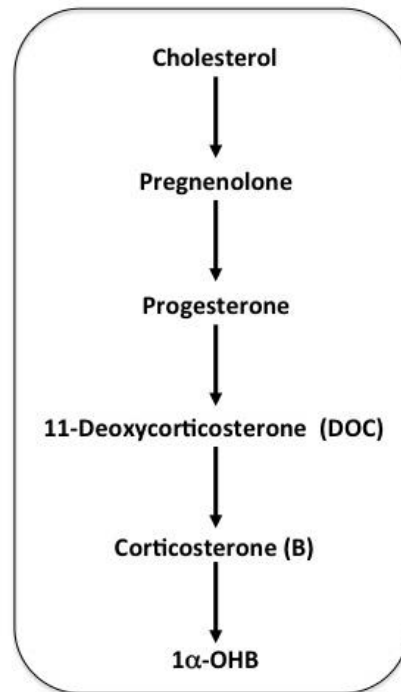 Cholesterol
Pregnenolone
Progesterone
11-Deoxycorticosterone (DOC)
Corticosterone (B)
1α-OHB